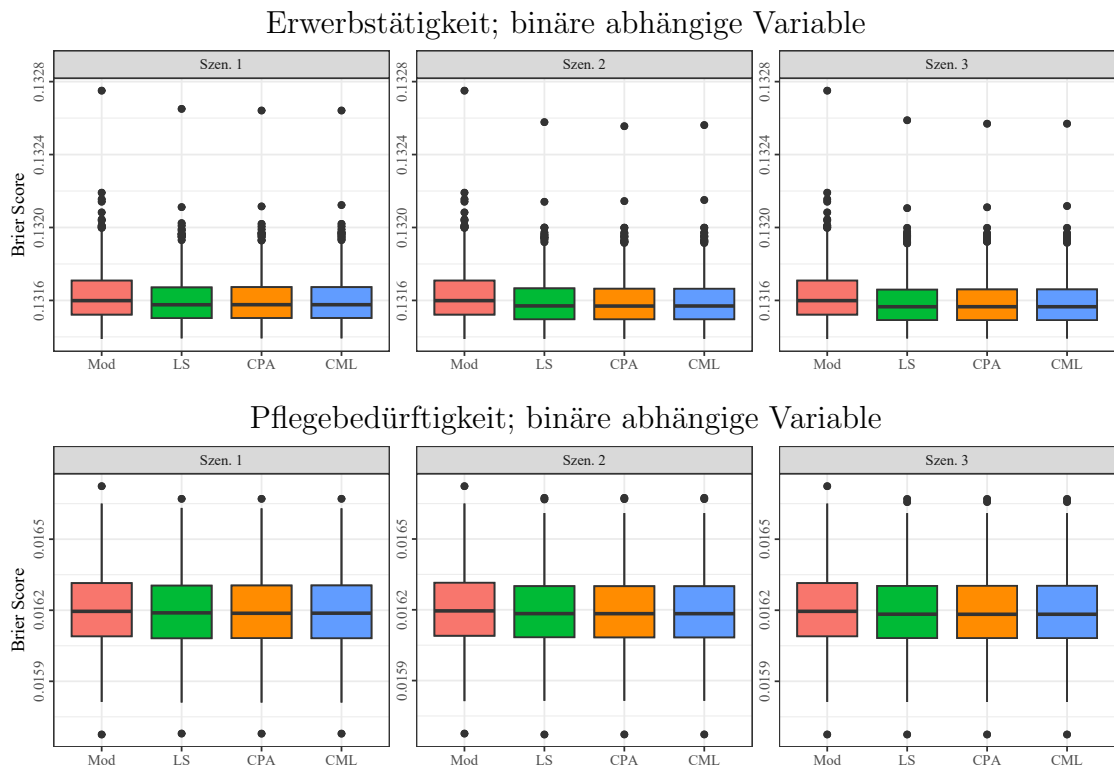 Erwerbstätigkeit; binäre abhängige Variable
Szen. 1
Szen. 2
Szen. 3
Brier Score
0.1328
0.1324
0.1320
0.1316
0.1328
0.1324
0.1320
0.1316
0.1328
0.1324
0.1320
0.1316
Mod LS CPA CML
Mod LS CPA CML
Mod LS CPA CML
Pflegebedürftigkeit; binäre abhängige Variable
Szen. 1
Szen. 2
Szen. 3
Brier Score
0.0165
0.0162
0.0159
0.0165
0.0162
0.0159
0.0165
0.0162
0.0159
Mod LS CPA CML
Mod LS CPA CML
Mod LS CPA CML